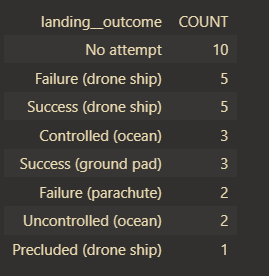 landing__outcome COUNT
No attempt 10
Failure (drone ship) 5
Success (drone ship) 5
Controlled (ocean) 3
Success (ground pad) 3
Failure (parachute) 2
Uncontrolled (ocean) 2
Precluded (drone ship) 1